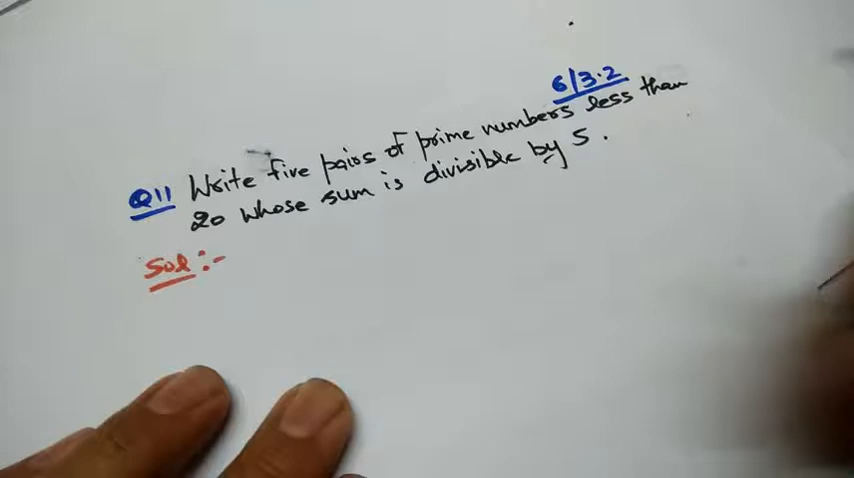 6/3.2
Q11 Write five pairs of prime numbers less than
20 whose sum is divisible by 5.
Sol :-